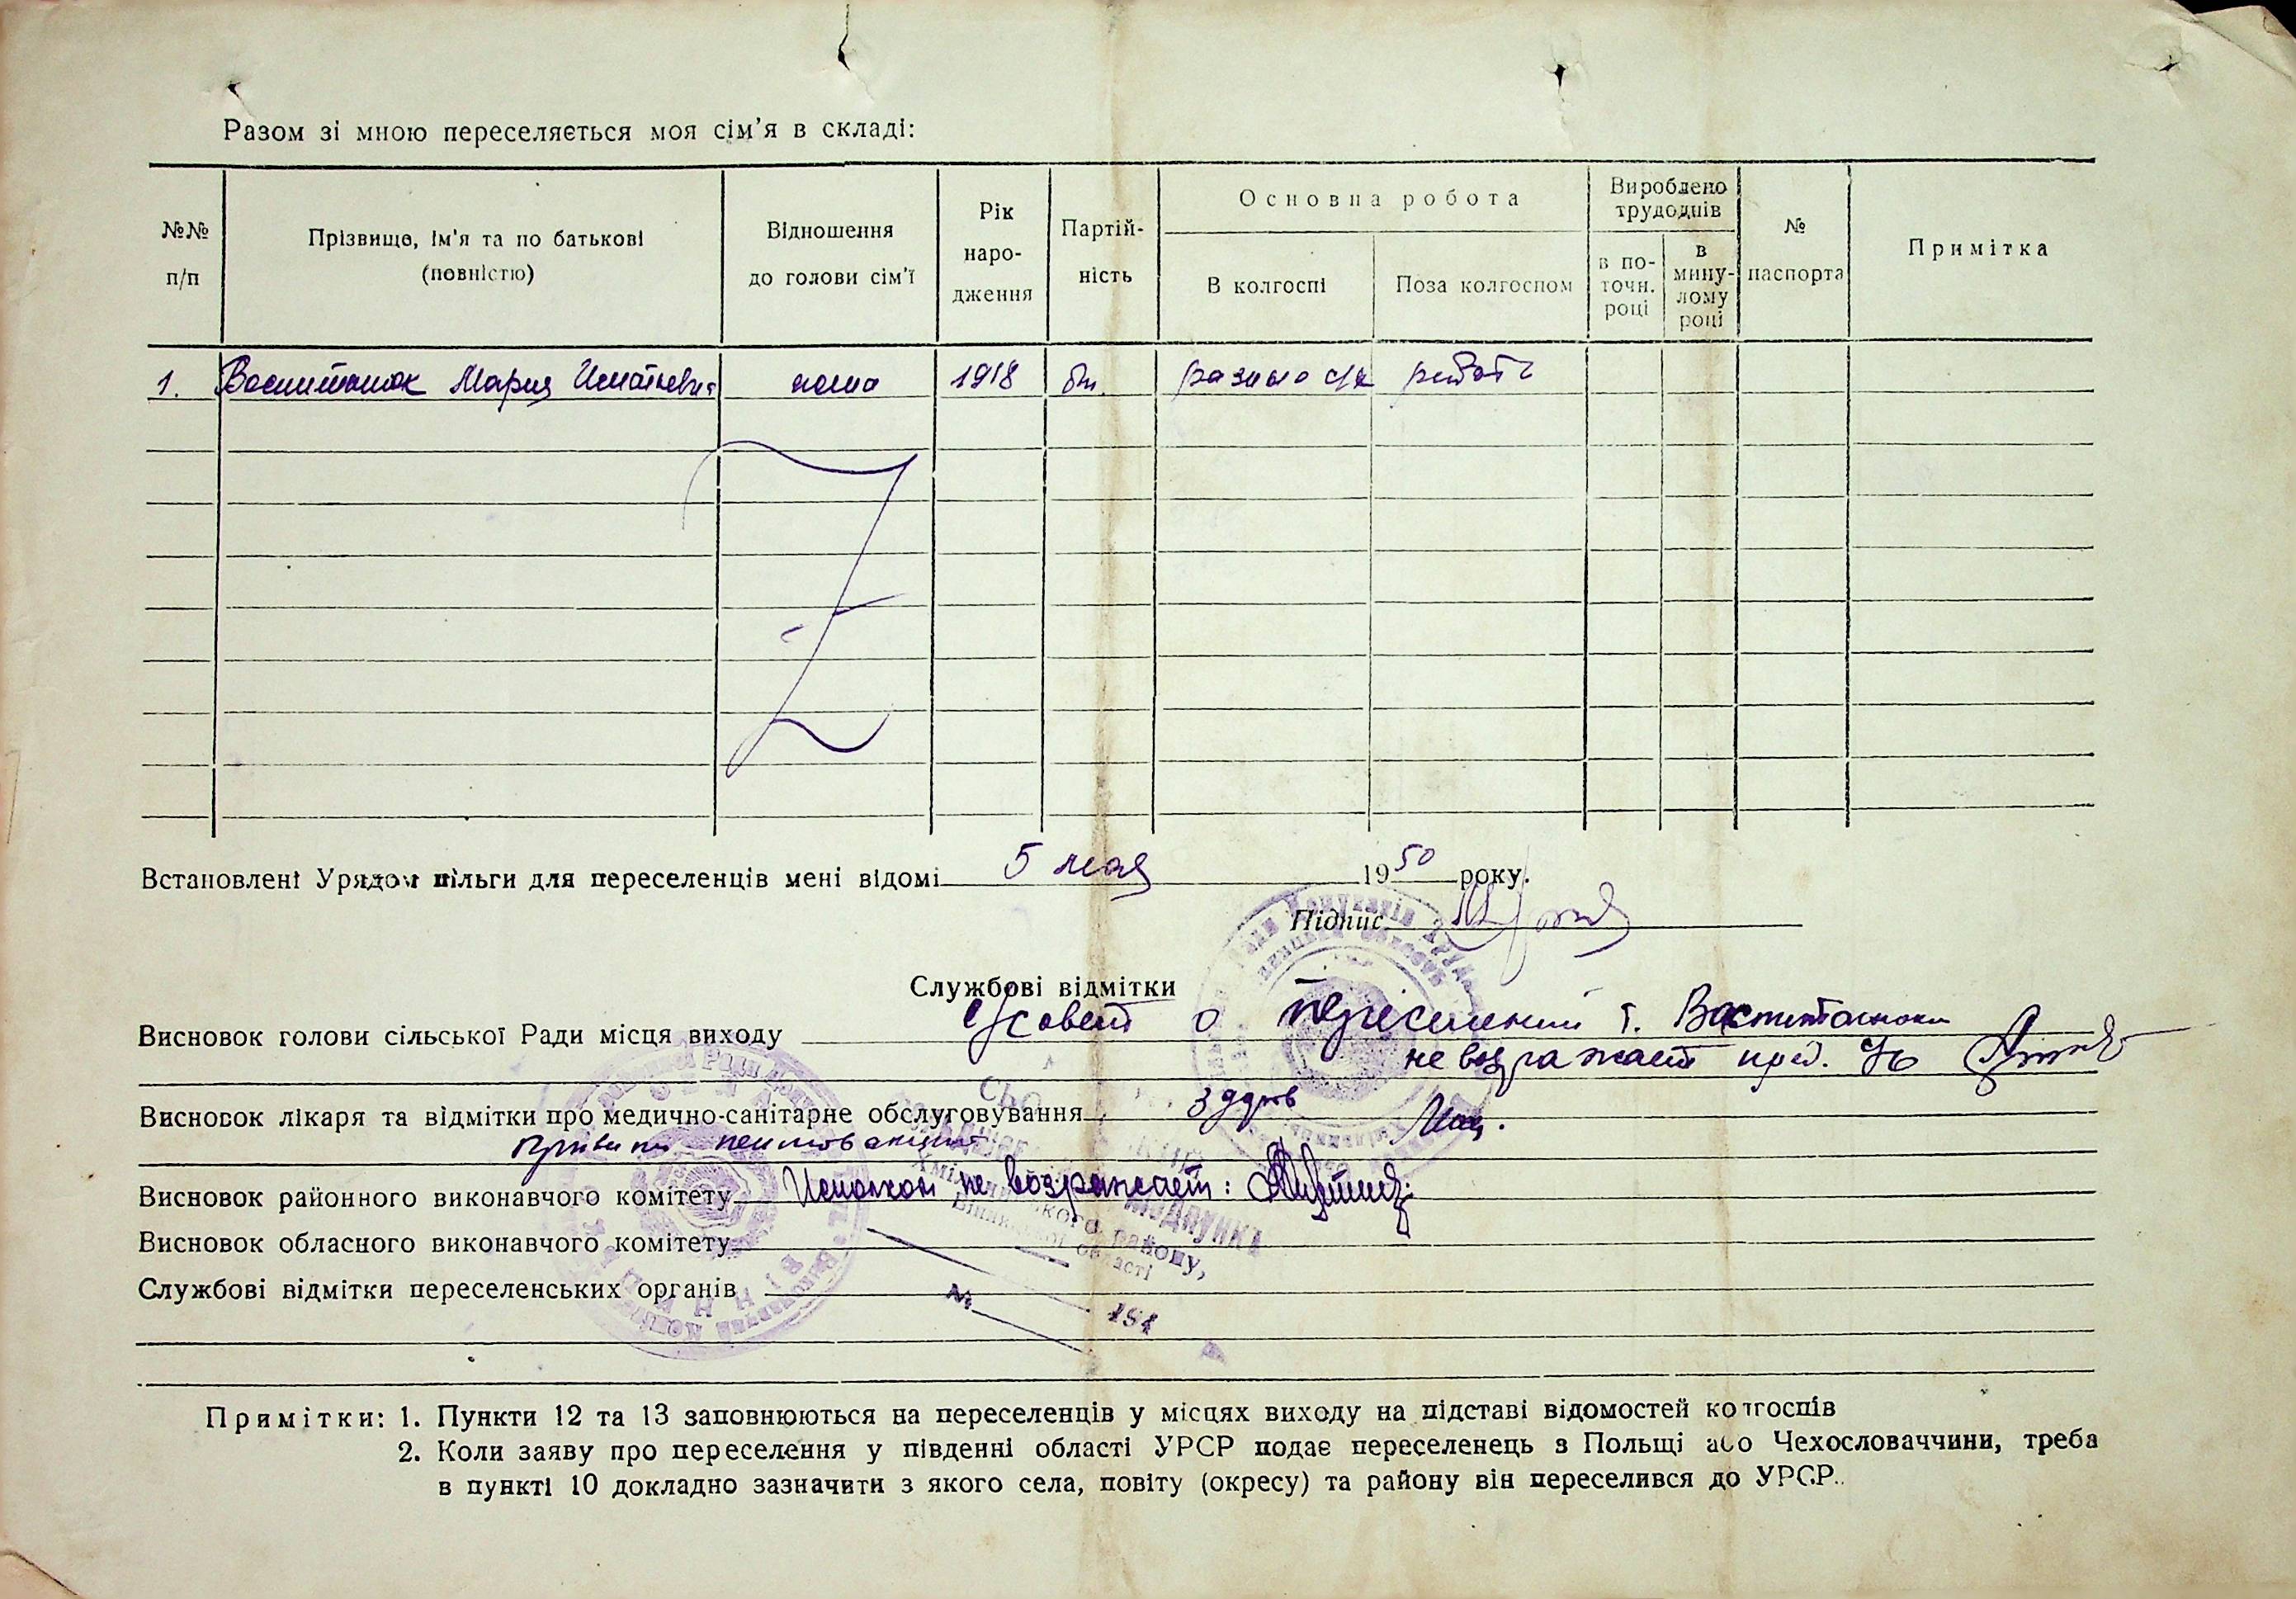 Разом зі мною переселяється моя сім'я в складі:
№№ п/п
Прізвище, ім'я та по батькові (повністю)
Відношення до голови сім'ї
Рік народження
Партійність
Основна робота
В колгоспі
Поза колгоспом
Вироблено трудоднів
в поточн. році
в минулому році
№ паспорта
Примітка
1. Мария 1918 бп. работ
Встановлені Урядом пільги для переселенців мені відомі 5 мая 1950 року.
Підпис
Службові відмітки
Висновок голови сільської Ради місця виходу с/совет о
не возражает пред. с/с
Висновок лікаря та відмітки про медично-санітарне обслуговування здоров
Висновок районного виконавчого комітету Исполком не возражает:
Висновок обласного виконавчого комітету
Службові відмітки переселенських органів
Примітки: 1. Пункти 12 та 13 заповнюються на переселенців у місцях виходу на підставі відомостей колгоспів
2. Коли заяву про переселення у південні області УРСР подає переселенець з Польщі або Чехословаччини, треба
в пункті 10 докладно зазначити з якого села, повіту (окресу) та району він переселився до УРСР.